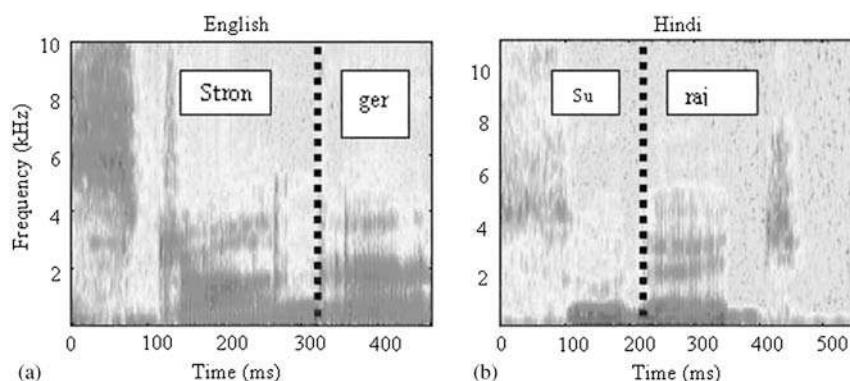 English
10
8
6
4
2
Frequency (kHz)
Stron
ger
0 100 200 300 400
Time (ms)
(a)
Hindi
10
8
6
4
2
Su
raj
0 100 200 300 400 500
Time (ms)
(b)